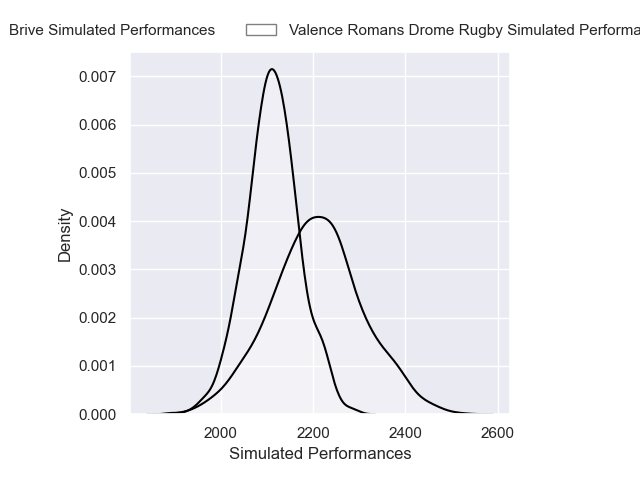 Brive Simulated Performances Valence Romans Drome Rugby Simulated Performa
0.007
0.006
0.005
0.004
0.003
0.002
0.001
0.000
Density
2000 2200 2400 2600
Simulated Performances